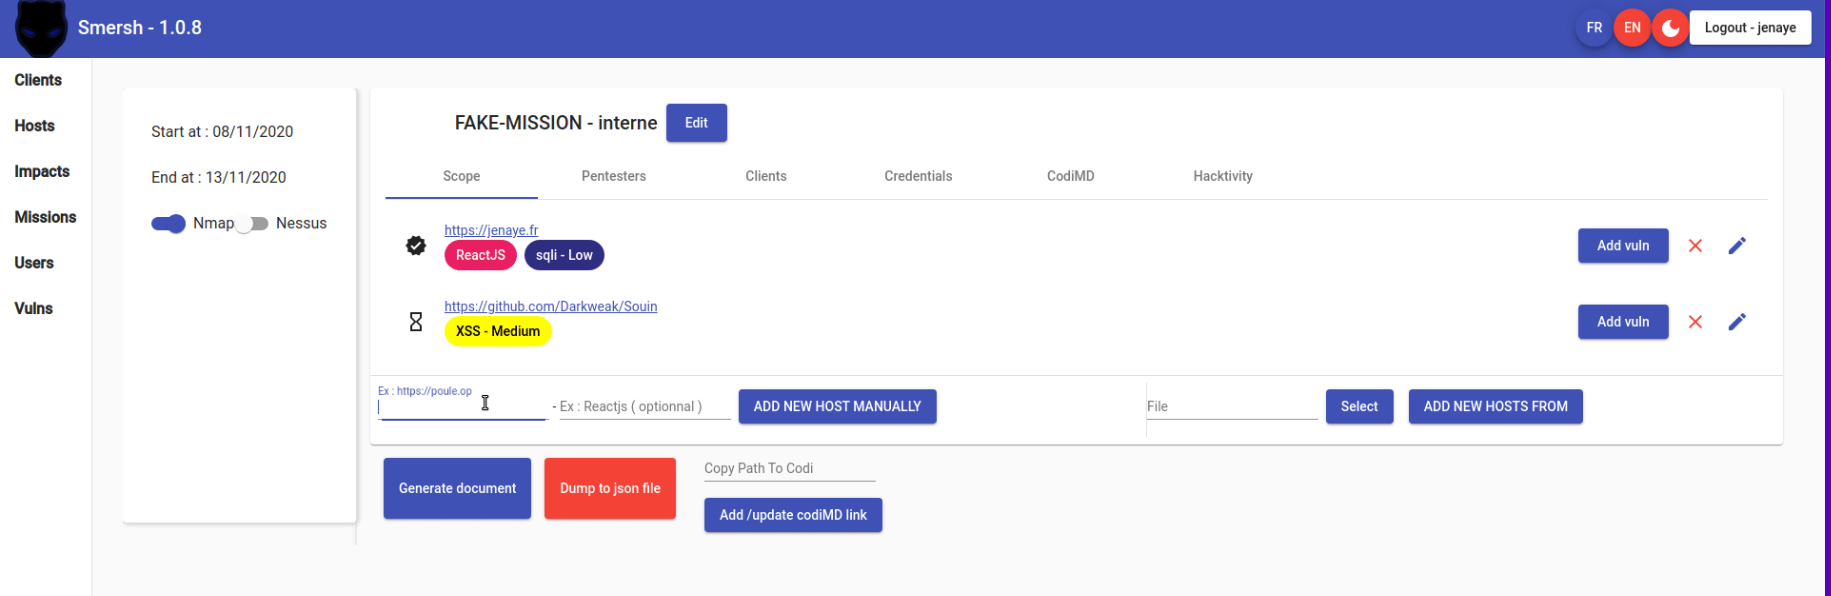 Smersh - 1.0.8
FR
EN
Logout - jenaye
Clients
Hosts
Impacts
Missions
Users
Vulns
Start at : 08/11/2020
End at : 13/11/2020
Nmap
Nessus
FAKE-MISSION - interne
Edit
Scope
Pentesters
Clients
Credentials
CodiMD
Hacktivity
https://jenaye.fr
ReactJS
sqli - Low
Add vuln
https://github.com/Darkweak/Souin
XSS - Medium
Add vuln
Ex : https://poule.op
- Ex : Reactjs ( optionnal )
ADD NEW HOST MANUALLY
File
Select
ADD NEW HOSTS FROM
Generate document
Dump to json file
Copy Path To Codi
Add /update codiMD link